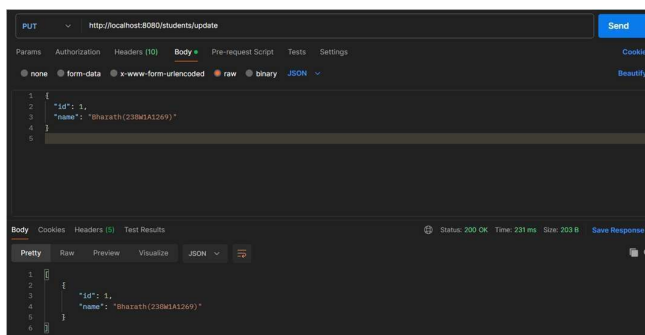 PUT http://localhost:8080/students/update Send
Params Authorization Headers (10) Body Pre-request Script Tests Settings Cookie
none form-data x-www-form-urlencoded raw binary JSON Beautify
1 {
2 "id": 1,
3 "name": "Bharath(238W1A1269)"
4 }
5
Body Cookies Headers (5) Test Results Status: 200 OK Time: 231 ms Size: 203 B Save Response
Pretty Raw Preview Visualize JSON
1 [
2 {
3 "id": 1,
4 "name": "Bharath(238W1A1269)"
5 }
6 ]